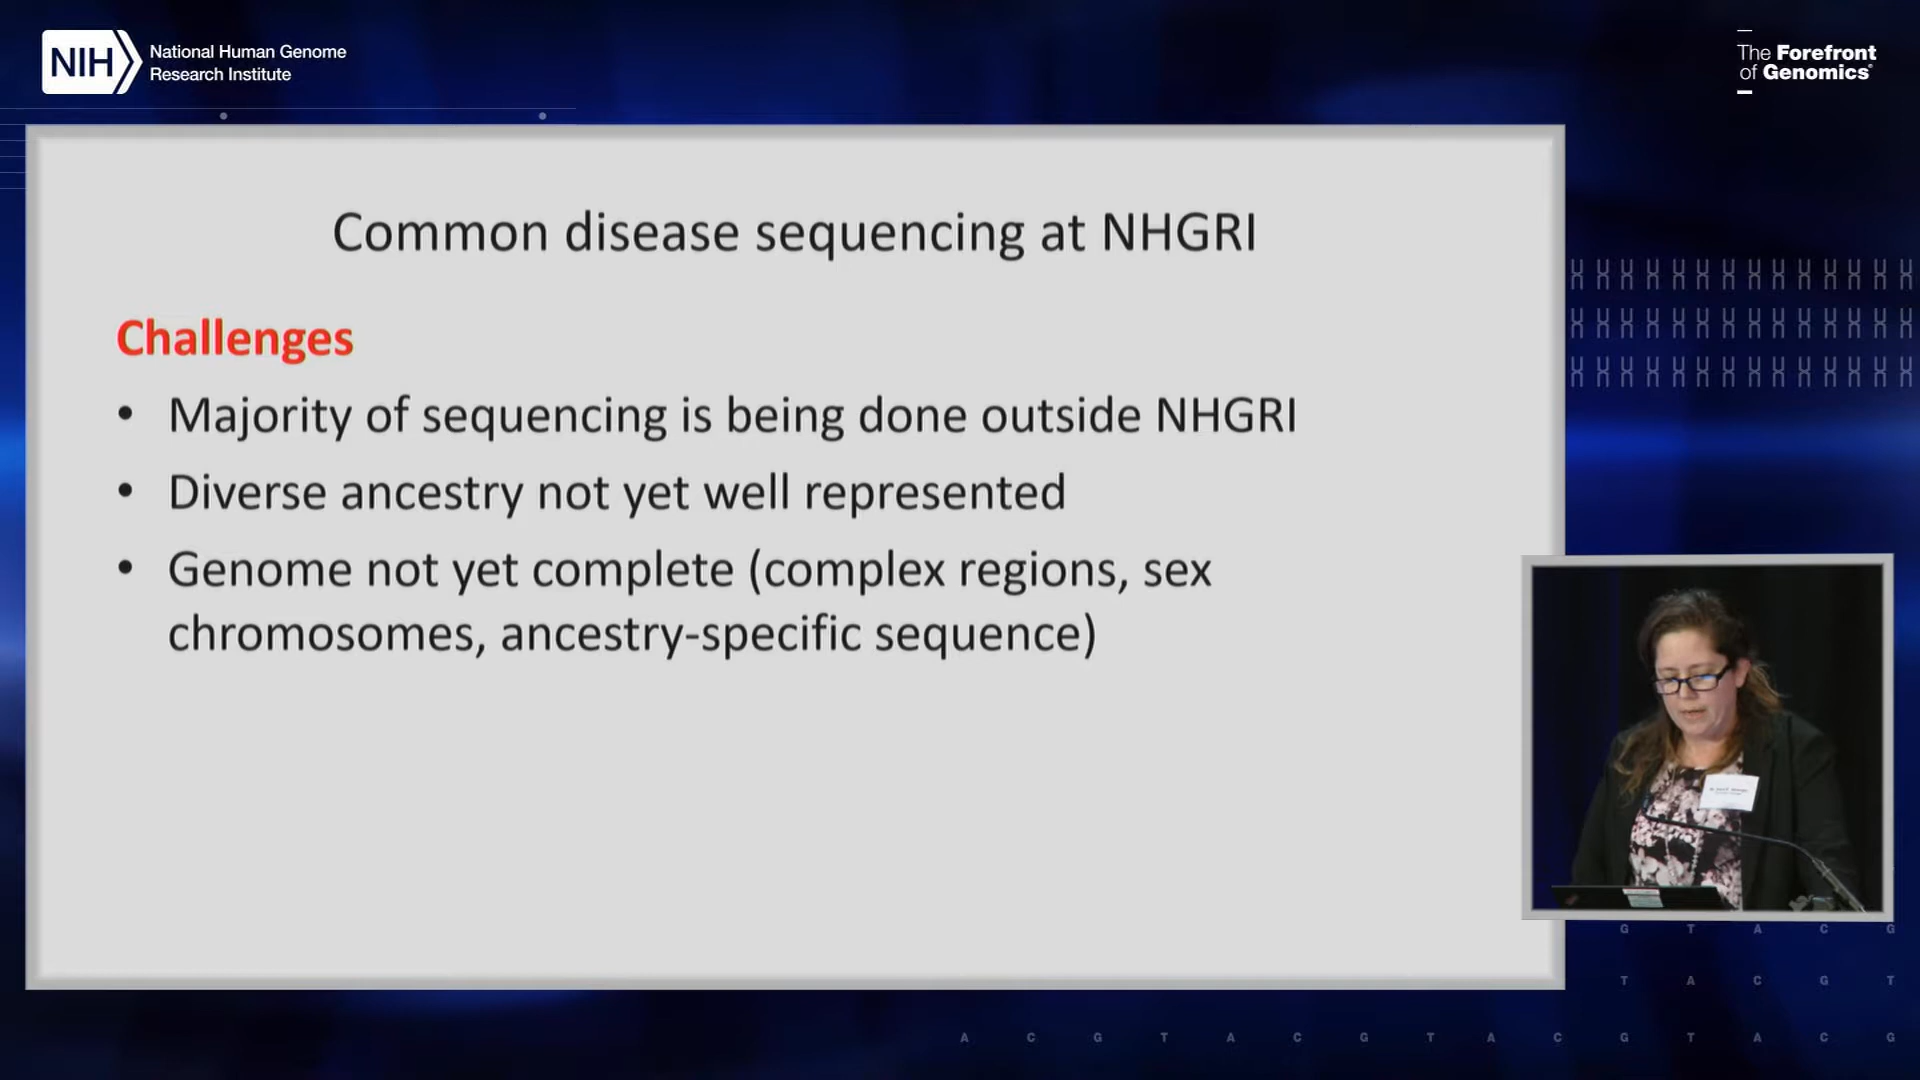 NIH
National Human Genome
Research Institute
The Forefront
of Genomics®
Common disease sequencing at NHGRI
Challenges
• Majority of sequencing is being done outside NHGRI
• Diverse ancestry not yet well represented
• Genome not yet complete (complex regions, sex
chromosomes, ancestry-specific sequence)
G T A C G
T A C G T
A C G T A C G T A C G T A C G